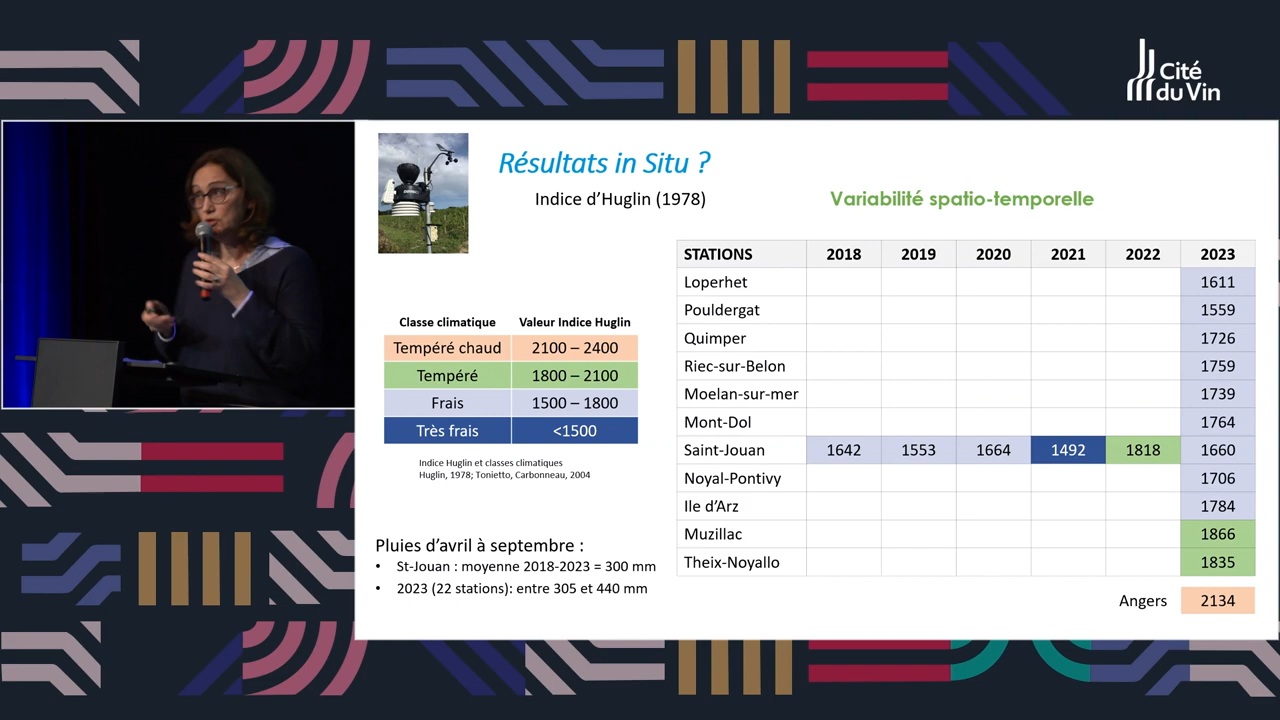 Cité
du Vin
Résultats in Situ ?
Indice d’Huglin (1978)
Variabilité spatio-temporelle
Classe climatique Valeur Indice Huglin
Tempéré chaud 2100 – 2400
Tempéré 1800 – 2100
Frais 1500 – 1800
Très frais <1500
Indice Huglin et classes climatiques
Huglin, 1978; Tonietto, Carbonneau, 2004
Pluies d’avril à septembre :
• St-Jouan : moyenne 2018-2023 = 300 mm
• 2023 (22 stations): entre 305 et 440 mm
STATIONS 2018 2019 2020 2021 2022 2023
Loperhet 1611
Pouldergat 1559
Quimper 1726
Riec-sur-Belon 1759
Moelan-sur-mer 1739
Mont-Dol 1764
Saint-Jouan 1642 1553 1664 1492 1818 1660
Noyal-Pontivy 1706
Ile d’Arz 1784
Muzillac 1866
Theix-Noyallo 1835
Angers 2134